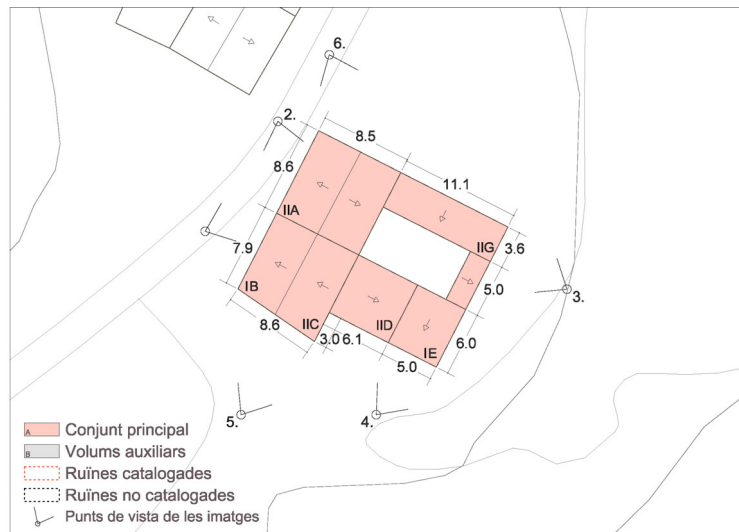 6.
2.
8.5
8.6
11.1
IIA
IIG
3.6
7.9
5.0
IB
3.
8.6
IIC
IID
3.0
6.1
IE
6.0
5.0
5.
4.
A Conjunt principal
B Volums auxiliars
Ruïnes catalogades
Ruïnes no catalogades
Punts de vista de les imatges